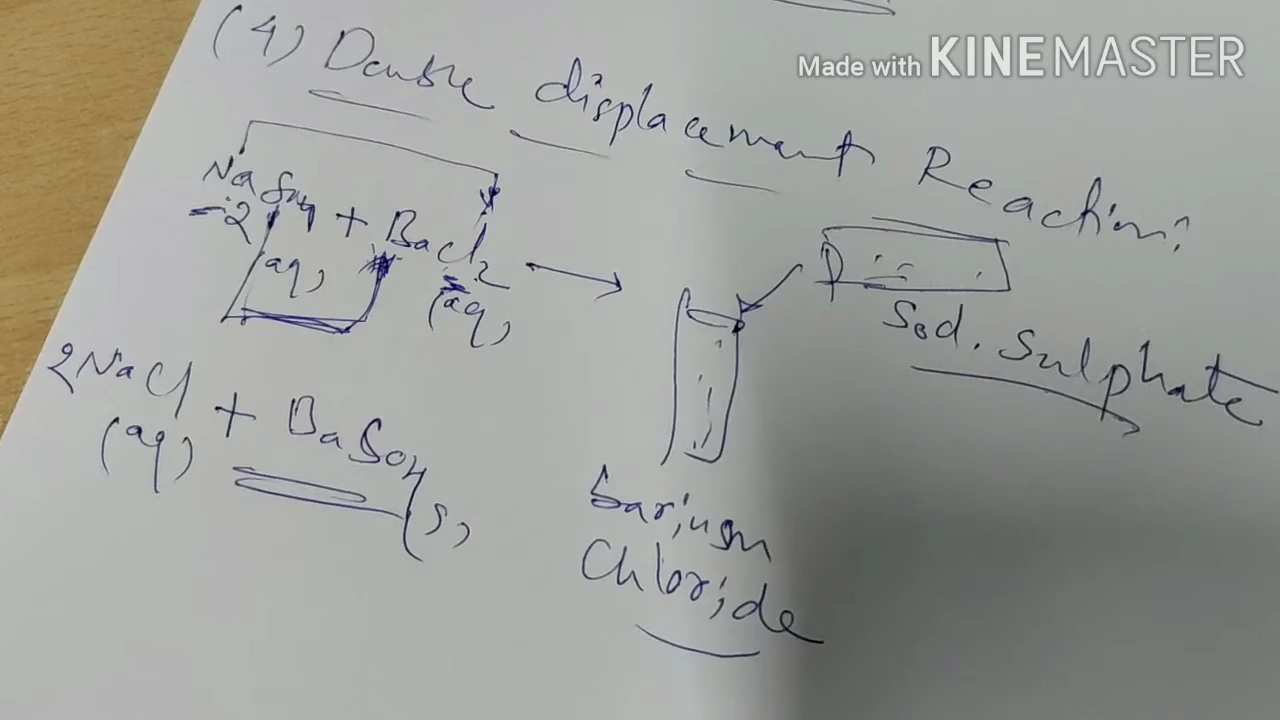 Made with KINEMASTER
(4) Double displacement Reaction:
Na2SO4 + BaCl2 →
(aq) (aq)
Sod. Sulphate
2NaCl + BaSO4
(aq) (s)
barium
Chloride